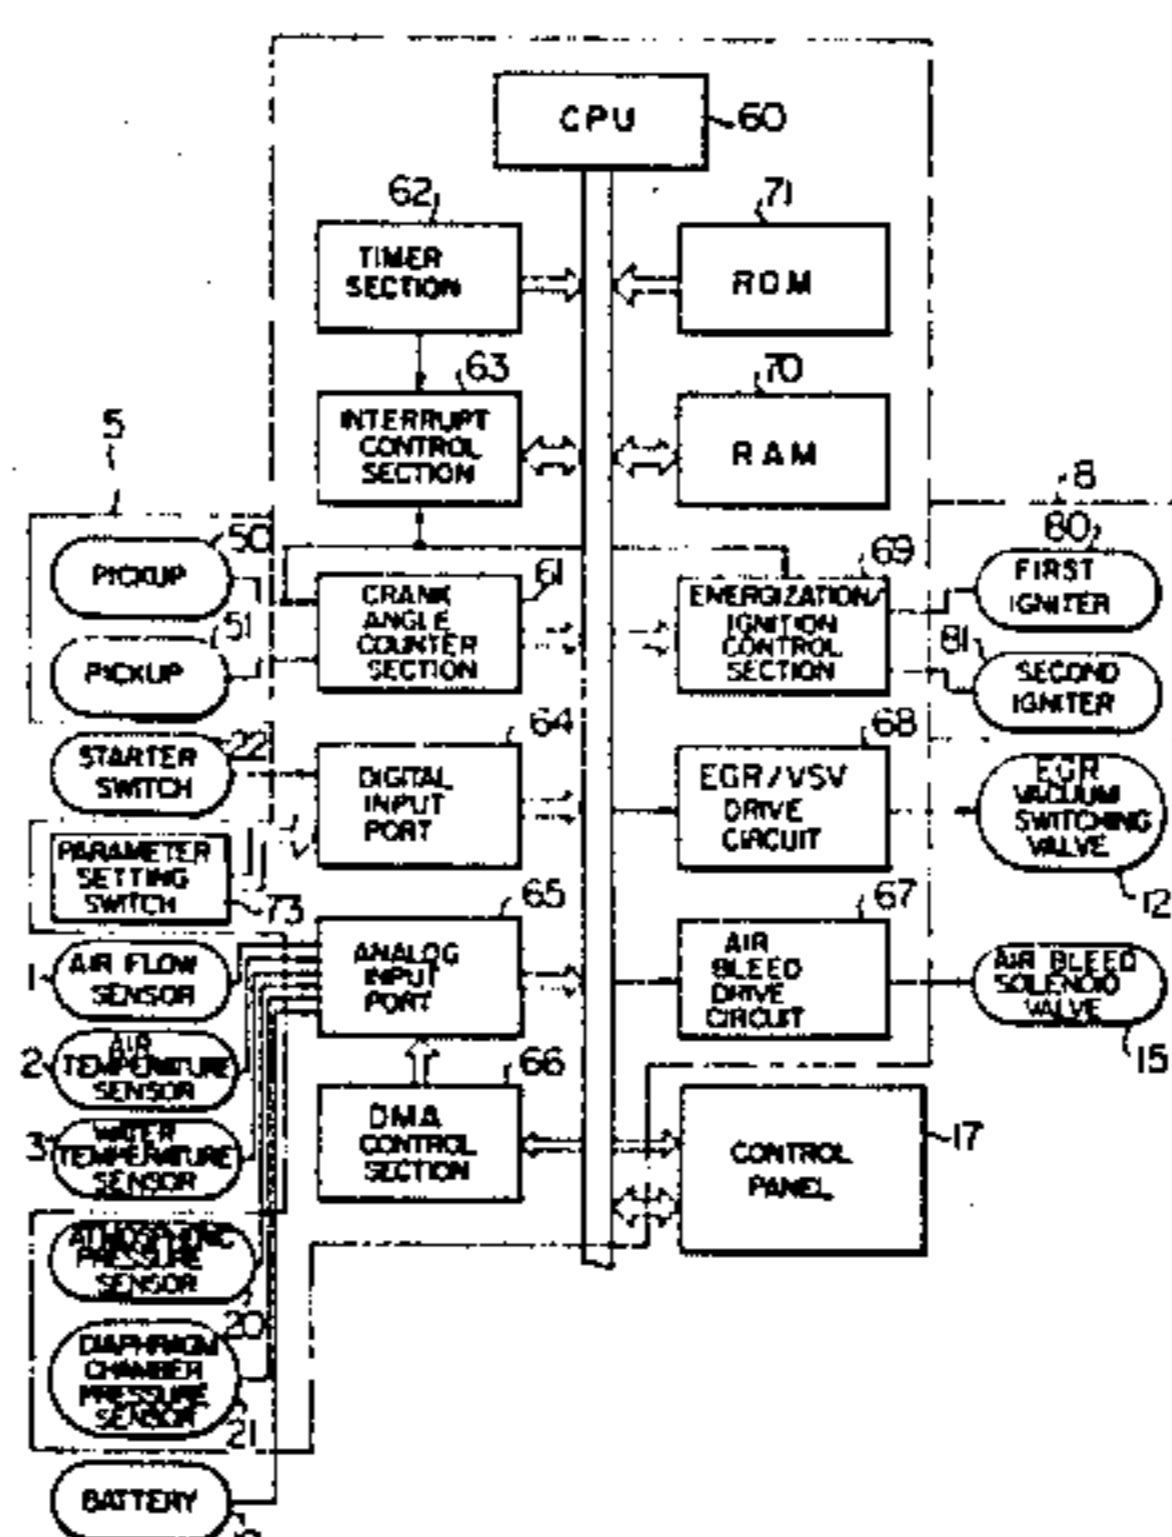 CPU
60
62
71
TIMER
SECTION
ROM
63
70
INTERRUPT
CONTROL
SECTION
RAM
5
8
50
PICKUP
61
CRANK
ANGLE
COUNTER
SECTION
69
ENERGIZATION/
IGNITION
CONTROL
SECTION
80
FIRST
IGNITER
51
PICKUP
81
SECOND
IGNITER
22
STARTER
SWITCH
64
DIGITAL
INPUT
PORT
68
EGR/VSV
DRIVE
CIRCUIT
EGR
VACUUM
SWITCHING
VALVE
12
PARAMETER
SETTING
SWITCH
73
65
ANALOG
INPUT
PORT
67
AIR
BLEED
DRIVE
CIRCUIT
AIR BLEED
SOLENOID
VALVE
15
1
AIR FLOW
SENSOR
2
AIR
TEMPERATURE
SENSOR
66
DMA
CONTROL
SECTION
CONTROL
PANEL
17
3
WATER
TEMPERATURE
SENSOR
PRESSURE
SENSOR
20
DIAPHRAGM
CHAMBER
PRESSURE
SENSOR
21
BATTERY